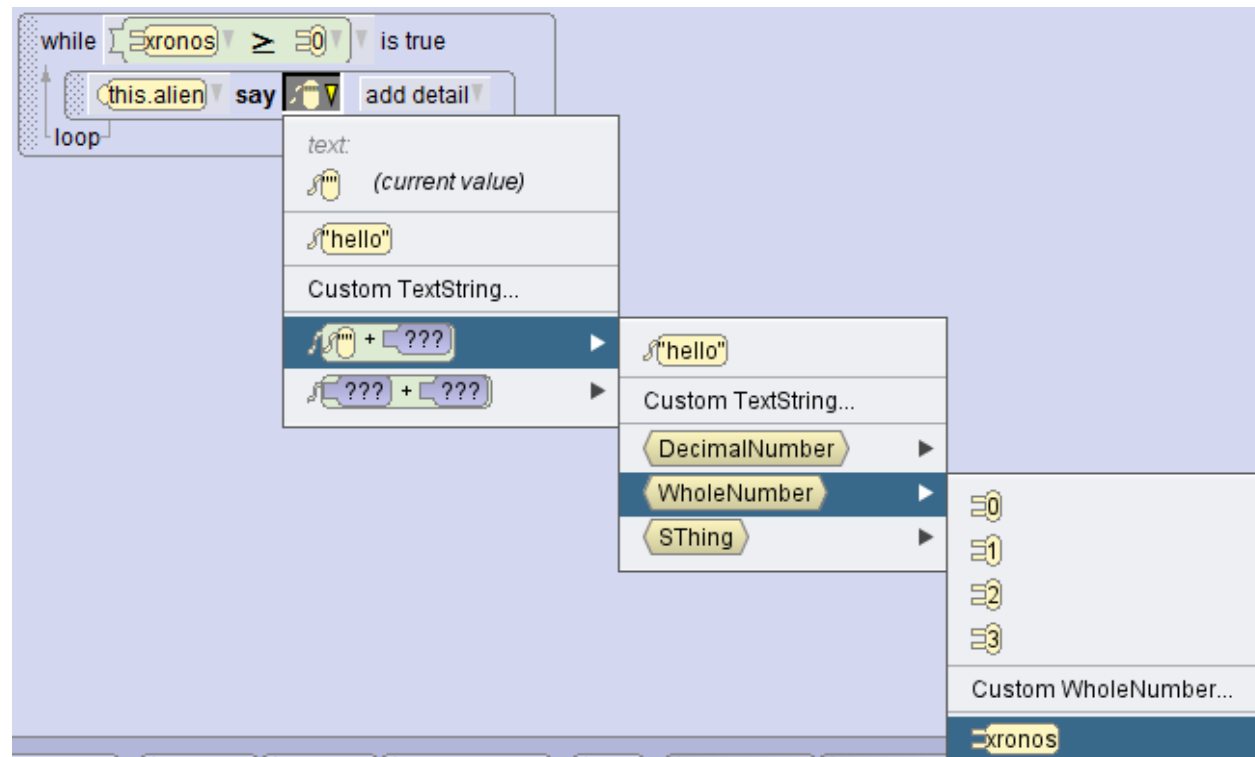 while xronos ≥ 0 is true
this.alien say "" add detail
loop
text:
"" (current value)
"hello"
Custom TextString...
"" + ???
??? + ???
"hello"
Custom TextString...
DecimalNumber
WholeNumber
SThing
0
1
2
3
Custom WholeNumber...
xronos